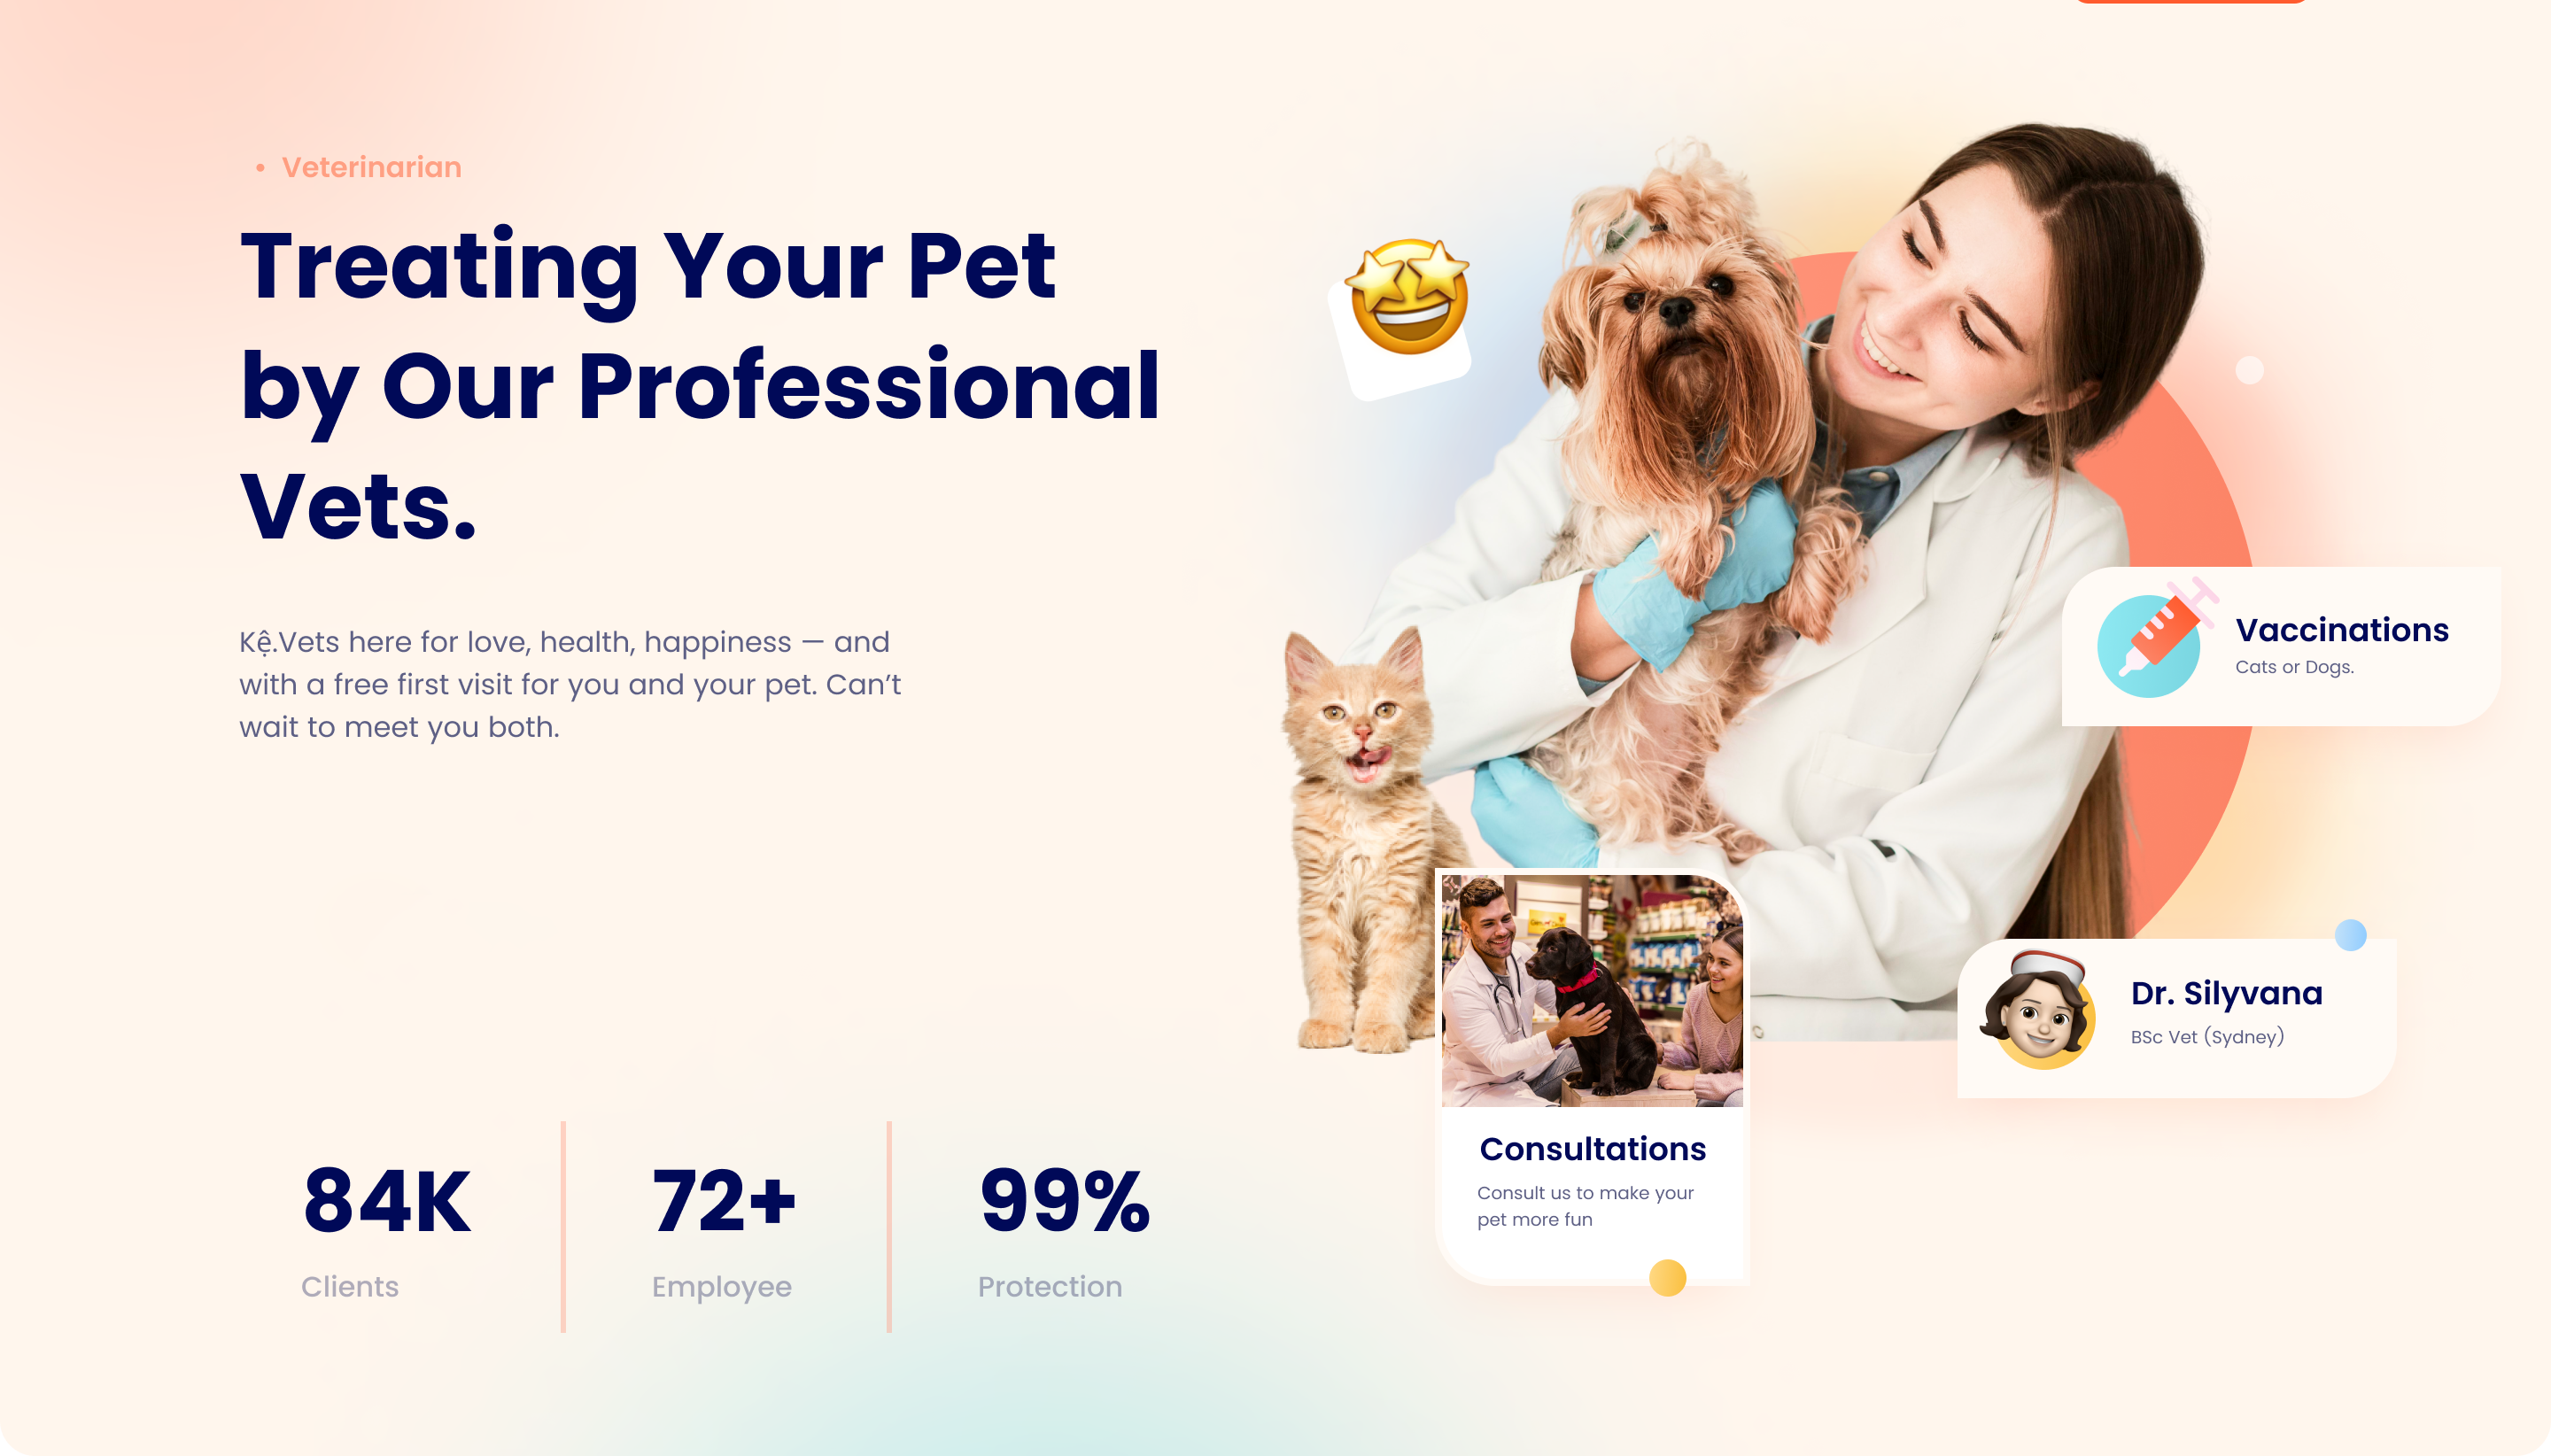 • Veterinarian
Treating Your Pet
by Our Professional
Vets.
Kệ.Vets here for love, health, happiness — and
with a free first visit for you and your pet. Can’t
wait to meet you both.
84K
Clients
72+
Employee
99%
Protection
Vaccinations
Cats or Dogs.
Dr. Silyvana
BSc Vet (Sydney)
Consultations
Consult us to make your
pet more fun